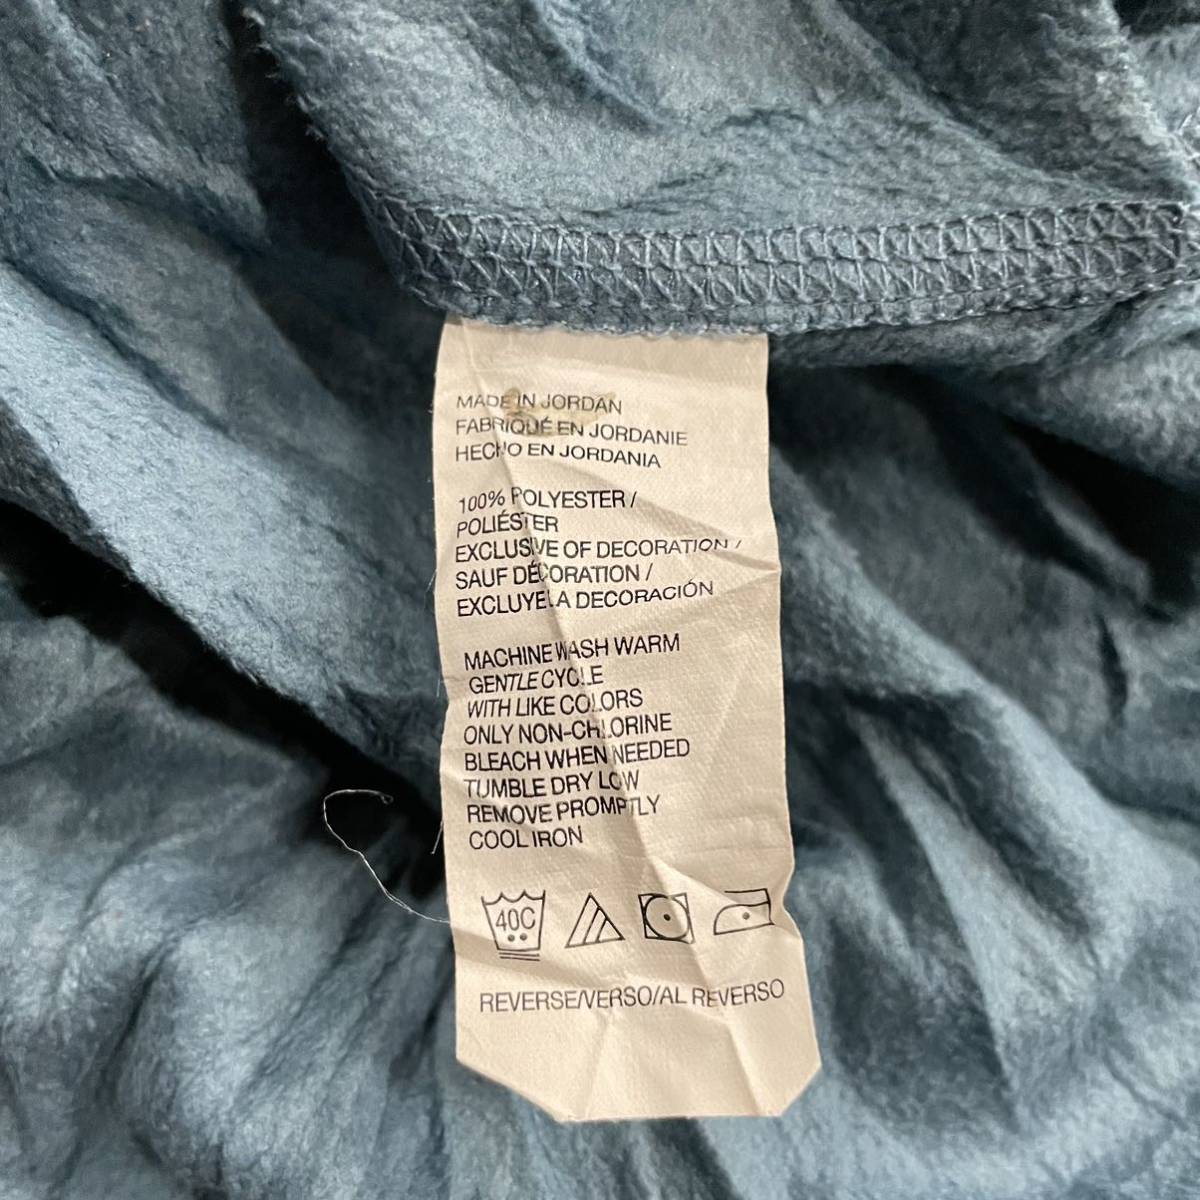 MADE IN JORDAN
FABRIQUÉ EN JORDANIE
HECHO EN JORDANIA
100% POLYESTER /
POLIÉSTER
EXCLUSIVE OF DECORATION /
SAUF DÉCORATION /
EXCLUYE LA DECORACIÓN
MACHINE WASH WARM
GENTLE CYCLE
WITH LIKE COLORS
ONLY NON-CHLORINE
BLEACH WHEN NEEDED
TUMBLE DRY LOW
REMOVE PROMPTLY
COOL IRON
40C
REVERSE/VERSO/AL REVERSO